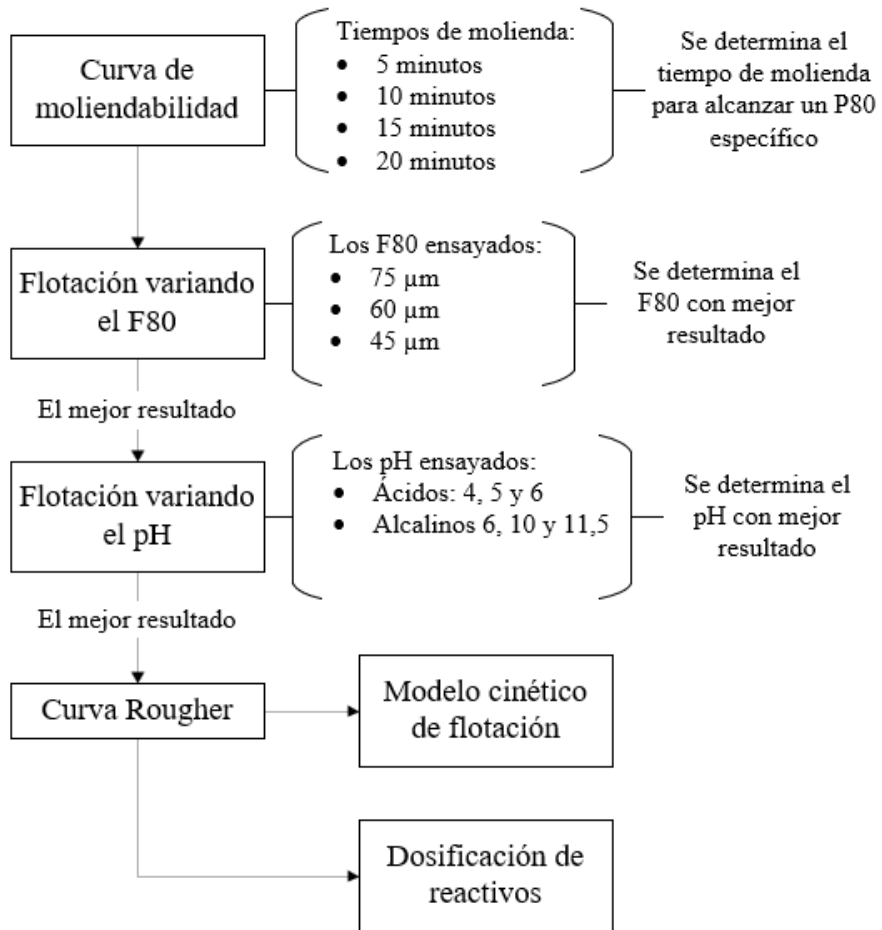 Curva de
moliendabilidad
Tiempos de molienda:
• 5 minutos
• 10 minutos
• 15 minutos
• 20 minutos
Se determina el
tiempo de molienda
para alcanzar un P80
específico
Flotación variando
el F80
Los F80 ensayados:
• 75 µm
• 60 µm
• 45 µm
Se determina el
F80 con mejor
resultado
El mejor resultado
Flotación variando
el pH
Los pH ensayados:
• Ácidos: 4, 5 y 6
• Alcalinos 6, 10 y 11,5
Se determina el
pH con mejor
resultado
El mejor resultado
Curva Rougher
Modelo cinético
de flotación
Dosificación de
reactivos